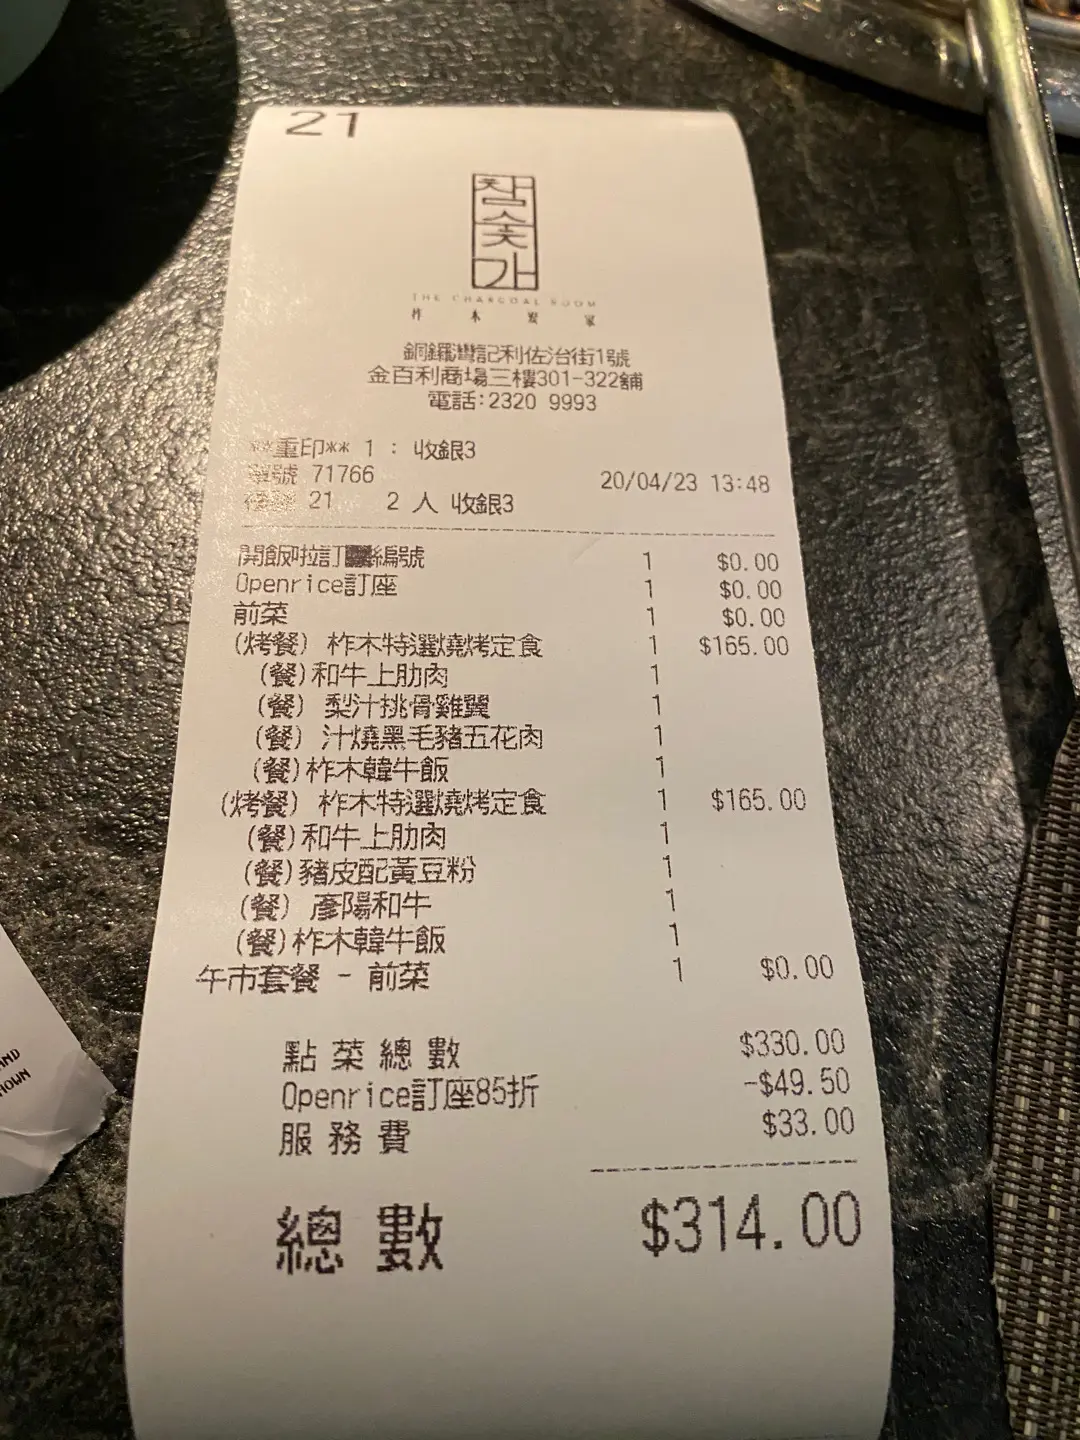 21
참숯가
THE CHARCOAL ROOM
柞木炭家
銅鑼灣記利佐治街1號
金百利商場三樓301-322舖
電話:2320 9993
**重印** 1 : 收銀3
單號 71766 20/04/23 13:48
21 2 人 收銀3
開飯啦訂 編號 1 $0.00
Openrice訂座 1 $0.00
前菜 1 $0.00
(烤餐) 柞木特選燒烤定食 1 $165.00
(餐)和牛上肋肉 1
(餐) 梨汁挑骨雞翼 1
(餐) 汁燒黑毛豬五花肉 1
(餐)柞木韓牛飯 1
(烤餐) 柞木特選燒烤定食 1 $165.00
(餐)和牛上肋肉 1
(餐)豬皮配黃豆粉 1
(餐) 彥陽和牛 1
(餐)柞木韓牛飯 1
午市套餐 - 前菜 1 $0.00
點菜總數 $330.00
Openrice訂座85折 -$49.50
服務費 $33.00
總數 $314.00
AND